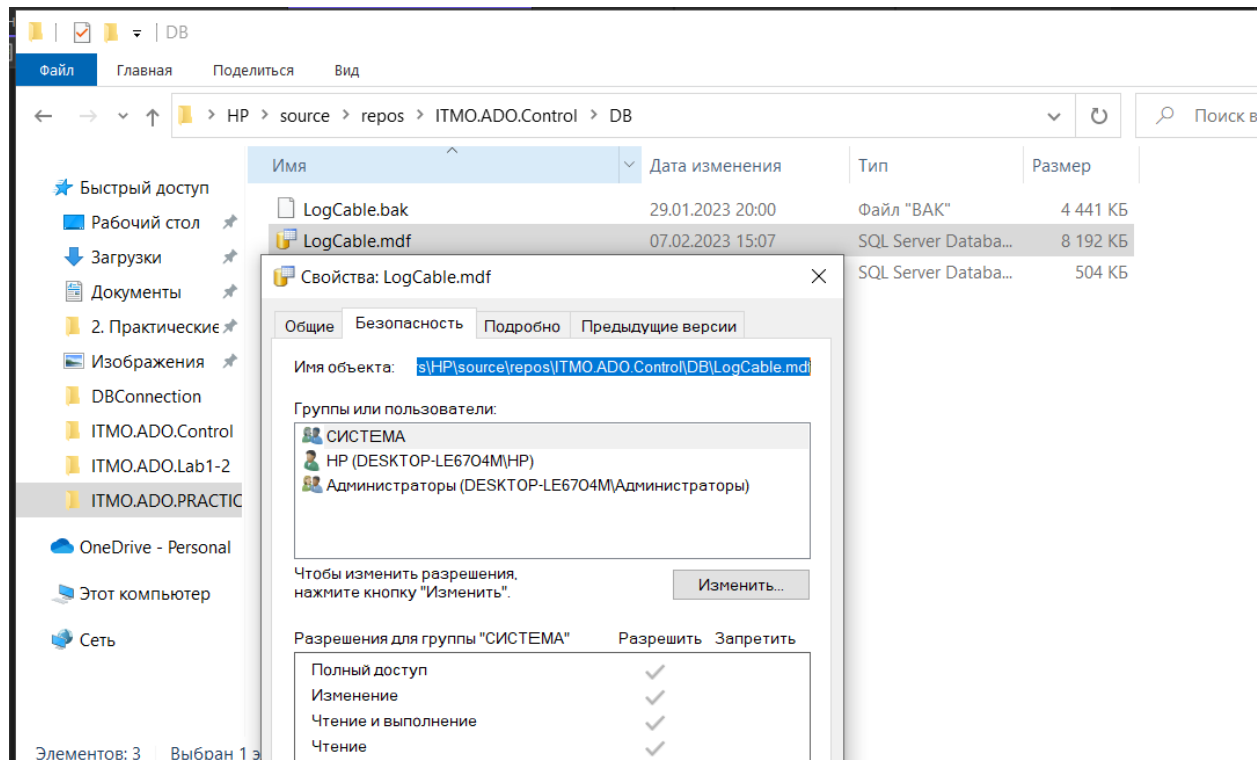 DB
Файл Главная Поделиться Вид
HP source repos ITMO.ADO.Control DB
Поиск в
Имя Дата изменения Тип Размер
Быстрый доступ
Рабочий стол
Загрузки
Документы
2. Практические
Изображения
DBConnection
ITMO.ADO.Control
ITMO.ADO.Lab1-2
ITMO.ADO.PRACTIC
OneDrive - Personal
Этот компьютер
Сеть
LogCable.bak 29.01.2023 20:00 Файл "BAK" 4 441 КБ
LogCable.mdf 07.02.2023 15:07 SQL Server Databa... 8 192 КБ
SQL Server Databa... 504 КБ
Свойства: LogCable.mdf
Общие Безопасность Подробно Предыдущие версии
Имя объекта: s\HP\source\repos\ITMO.ADO.Control\DB\LogCable.mdf
Группы или пользователи:
СИСТЕМА
HP (DESKTOP-LE67O4M\HP)
Администраторы (DESKTOP-LE67O4M\Администраторы)
Чтобы изменить разрешения,
нажмите кнопку "Изменить".
Изменить...
Разрешения для группы "СИСТЕМА" Разрешить Запретить
Полный доступ
Изменение
Чтение и выполнение
Чтение
Элементов: 3 Выбран 1 э